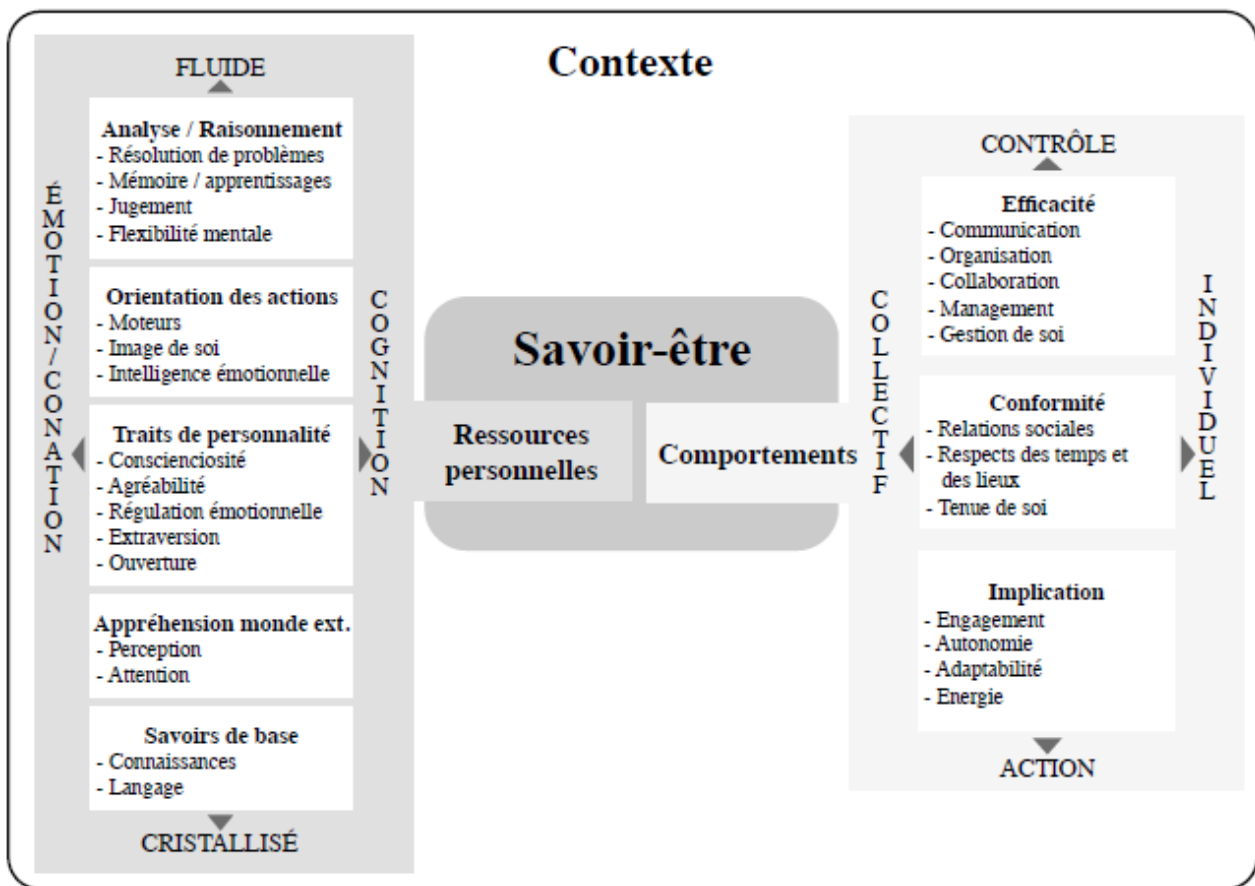 Contexte
FLUIDE
ÉMOTION/CONATION
COGNITION
Analyse / Raisonnement
- Résolution de problèmes
- Mémoire / apprentissages
- Jugement
- Flexibilité mentale
Orientation des actions
- Moteurs
- Image de soi
- Intelligence émotionnelle
Traits de personnalité
- Conscienciosité
- Agréabilité
- Régulation émotionnelle
- Extraversion
- Ouverture
Appréhension monde ext.
- Perception
- Attention
Savoirs de base
- Connaissances
- Langage
CRISTALLISÉ
Savoir-être
Ressources
personnelles
Comportements
CONTRÔLE
COLLECTIF
INDIVIDUEL
Efficacité
- Communication
- Organisation
- Collaboration
- Management
- Gestion de soi
Conformité
- Relations sociales
- Respects des temps et
des lieux
- Tenue de soi
Implication
- Engagement
- Autonomie
- Adaptabilité
- Energie
ACTION